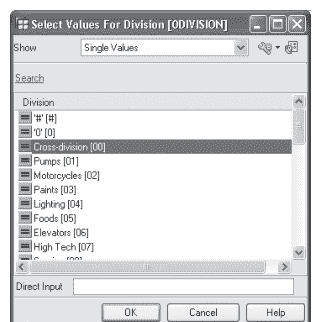 Select Values For Division [0DIVISION]
Show Single Values
Search
Division
'#' [#]
'0' [0]
Cross-division [00]
Pumps [01]
Motorcycles [02]
Paints [03]
Lighting [04]
Foods [05]
Elevators [06]
High Tech [07]
Direct Input
OK Cancel Help